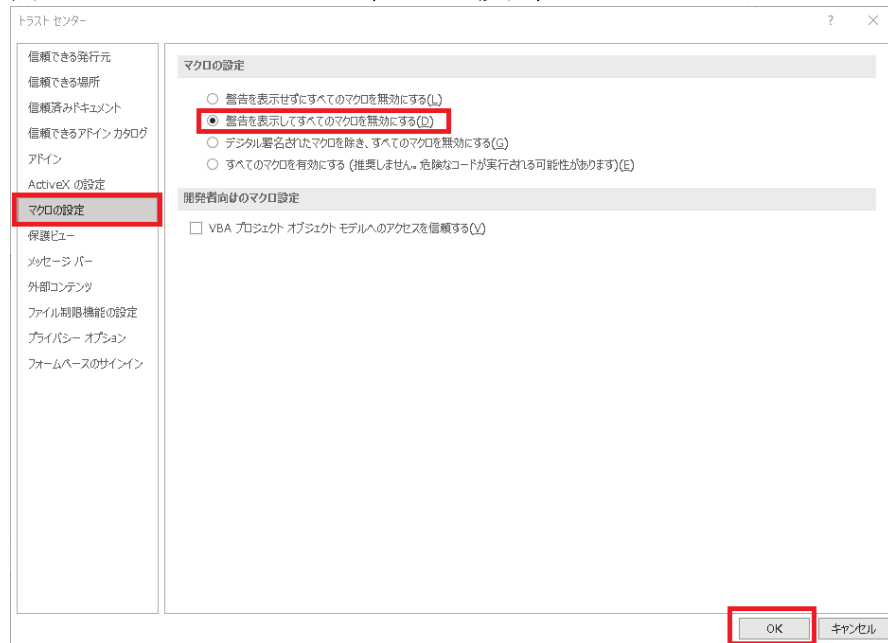 トラスト センター
? ×
信頼できる発行元
信頼できる場所
信頼済みドキュメント
信頼できるアドイン カタログ
アドイン
ActiveX の設定
マクロの設定
保護ビュー
メッセージ バー
外部コンテンツ
ファイル制限機能の設定
プライバシー オプション
フォームベースのサインイン
マクロの設定
警告を表示せずにすべてのマクロを無効にする(L)
警告を表示してすべてのマクロを無効にする(D)
デジタル署名されたマクロを除き、すべてのマクロを無効にする(G)
すべてのマクロを有効にする (推奨しません。危険なコードが実行される可能性があります)(E)
開発者向けのマクロ設定
VBA プロジェクト オブジェクト モデルへのアクセスを信頼する(V)
OK
キャンセル